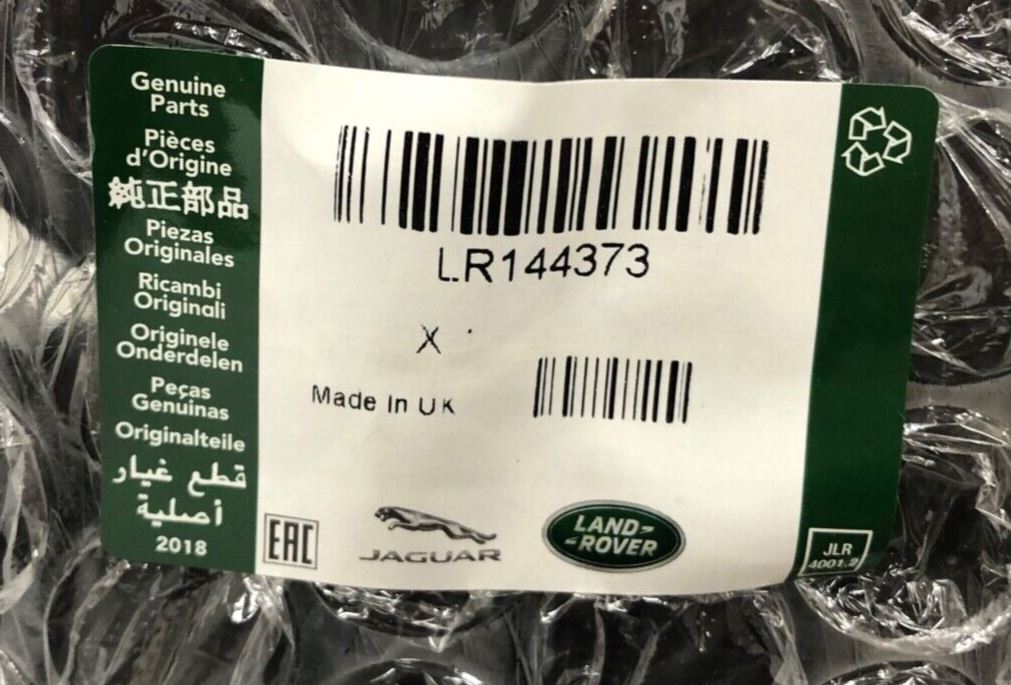 Genuine
Parts
Pièces
d'Origine
純正部品
Piezas
Originales
Ricambi
Originali
Originele
Onderdelen
Peças
Genuinas
Originalteile
قطع غيار
أصلية
2018
LR144373
X
Made In UK
EAC
JAGUAR
LAND-
-ROVER
JLR
4001.2